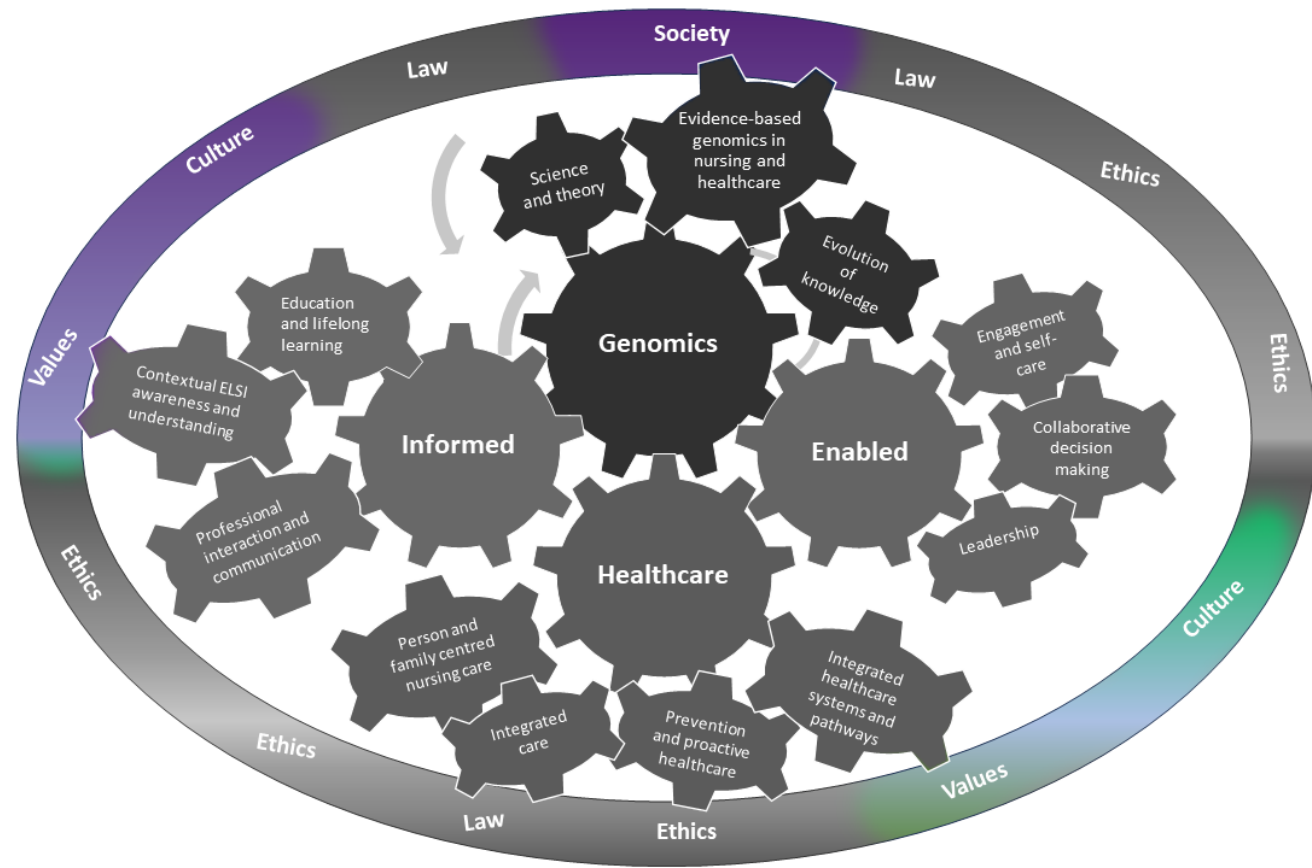 Society
Law
Law
Culture
Ethics
Values
Ethics
Evidence-based
genomics in
nursing and
healthcare
Science
and theory
Evolution
of
knowledge
Genomics
Education
and lifelong
learning
Contextual ELSI
awareness and
understanding
Professional
interaction and
communication
Informed
Enabled
Engagement
and self-
care
Collaborative
decision
making
Leadership
Healthcare
Person and
family centred
nursing care
Integrated
care
Prevention
and proactive
healthcare
Integrated
healthcare
systems and
pathways
Ethics
Culture
Ethics
Values
Law
Ethics